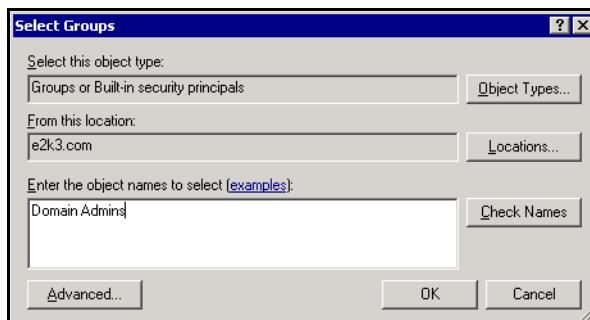 Select Groups
Select this object type:
Groups or Built-in security principals
Object Types...
From this location:
e2k3.com
Locations...
Enter the object names to select (examples):
Domain Admins
Check Names
Advanced...
OK
Cancel